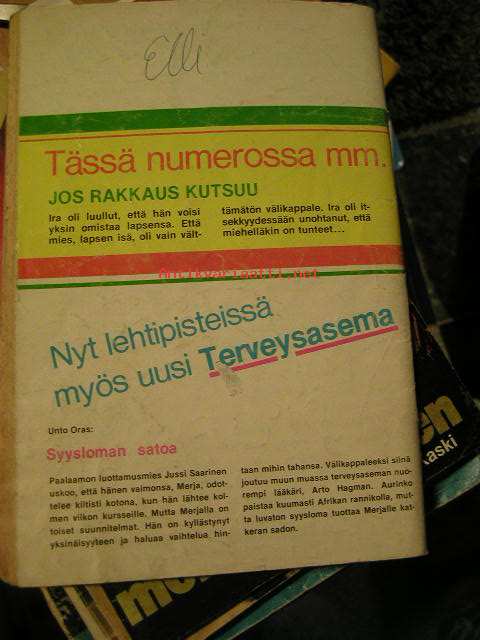 Elli
Tässä numerossa mm.
JOS RAKKAUS KUTSUU
Ira oli luullut, että hän voisi
yksin omistaa lapsensa. Että
mies, lapsen isä, oli vain vält-
tämätön välikappale. Ira oli it-
sekkyydessään unohtanut, että
miehelläkin on tunteet...
antikvariaatti.net
Nyt lehtipisteissä
myös uusi Terveysasema
Unto Oras:
Syysloman satoa
Paalaamon luottamusmies Jussi Saarinen
uskoo, että hänen vaimonsa, Merja, odot-
telee kiltisti kotona, kun hän lähtee kol-
men viikon kursseille. Mutta Merjalla on
toiset suunnitelmat. Hän on kyllästynyt
yksinäisyyteen ja haluaa vaihtelua hin-
taan mihin tahansa. Välikappaleeksi siinä
joutuu muun muassa terveysaseman nuo-
rempi lääkäri, Arto Hagman. Aurinko
paistaa kuumasti Afrikan rannikolla, mut-
ta luvaton syysloma tuottaa Merjalle kat-
keran sadon.
en
kaski